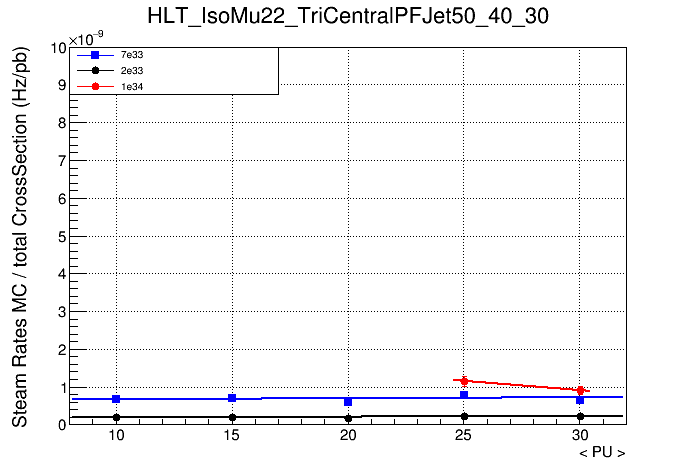 HLT_IsoMu22_TriCentralPFJet50_40_30
×10⁻⁹
Steam Rates MC / total CrossSection (Hz/pb)
7e33
2e33
1e34
10
9
8
7
6
5
4
3
2
1
0
10 15 20 25 30
< PU >